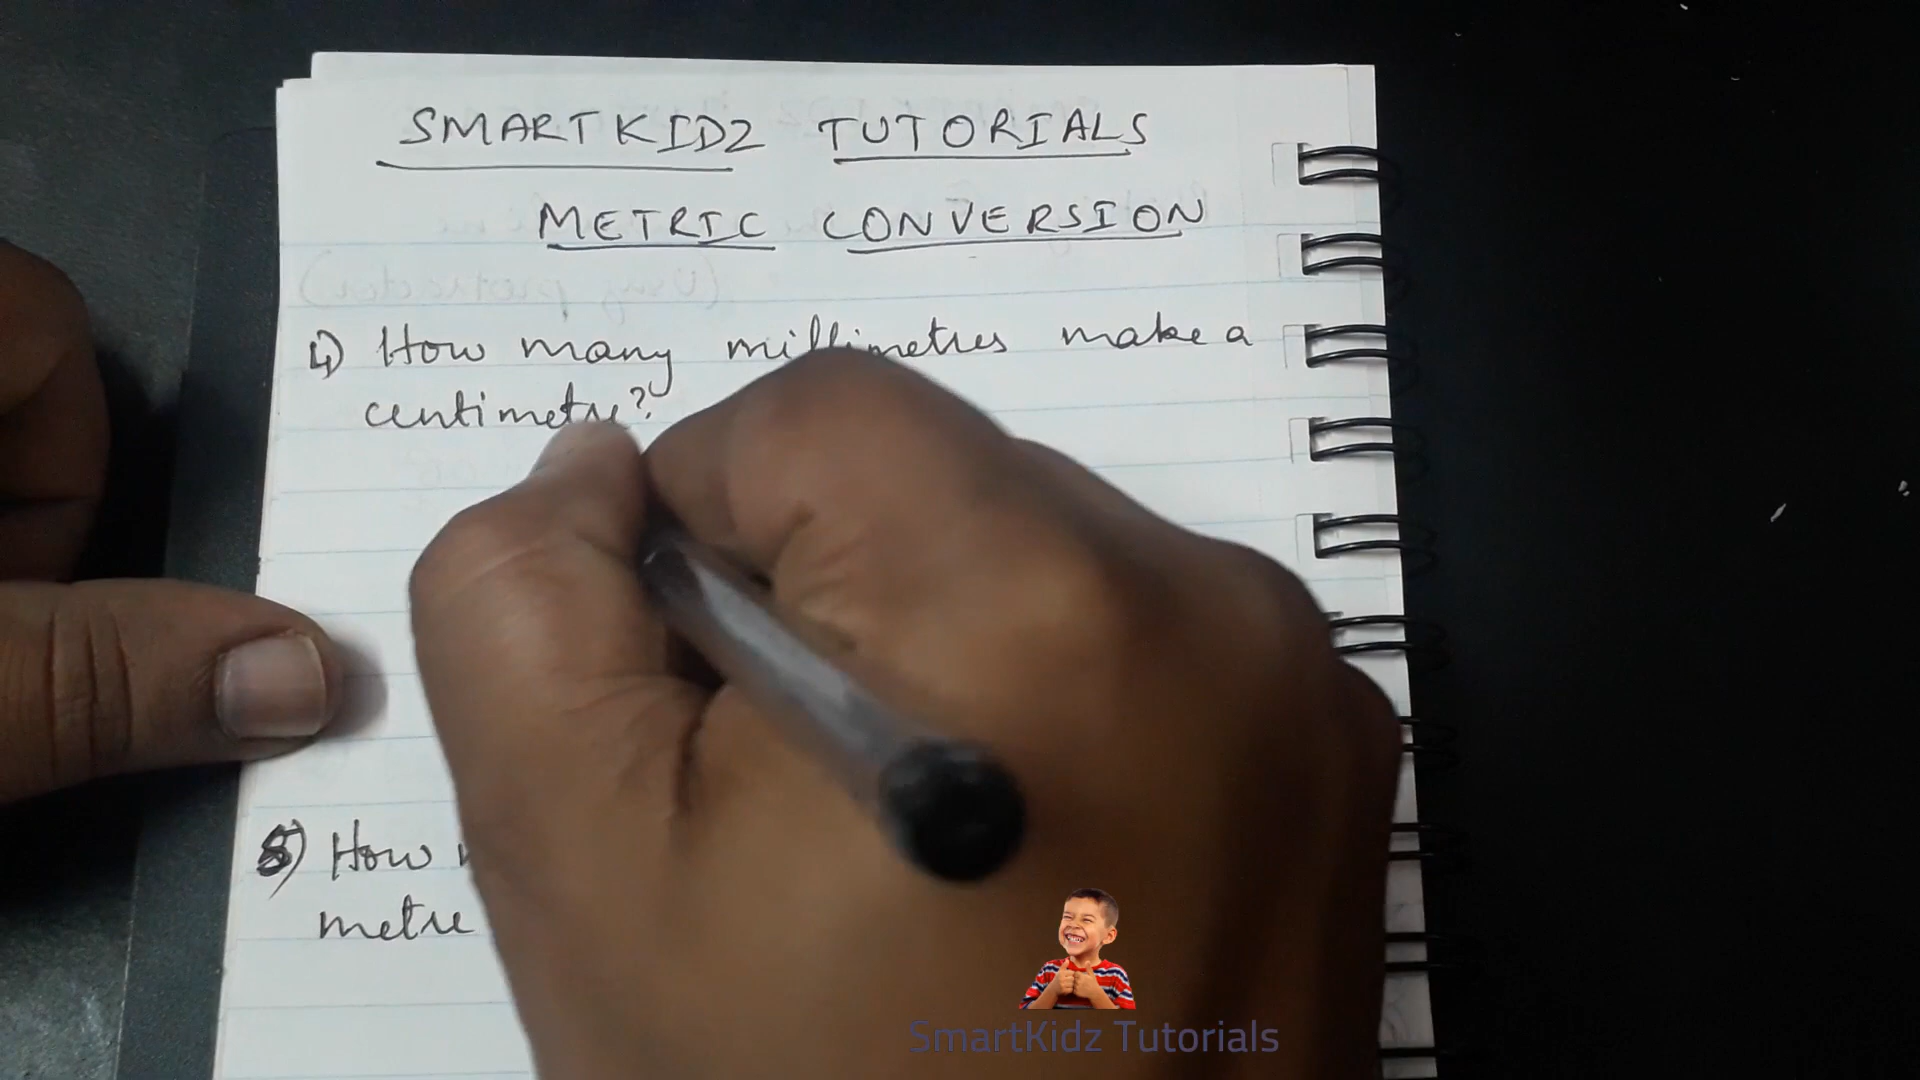 SMARTKIDZ TUTORIALS
METRIC CONVERSION
4) How many millimetres make a
centimetre?
5) How
metre
SmartKidz Tutorials